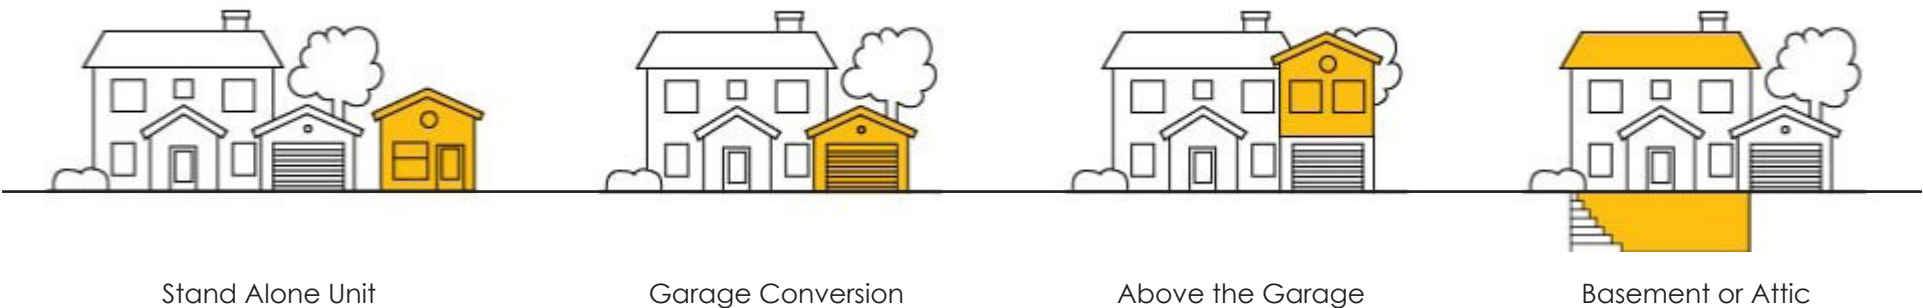 Stand Alone Unit
Garage Conversion
Above the Garage
Basement or Attic